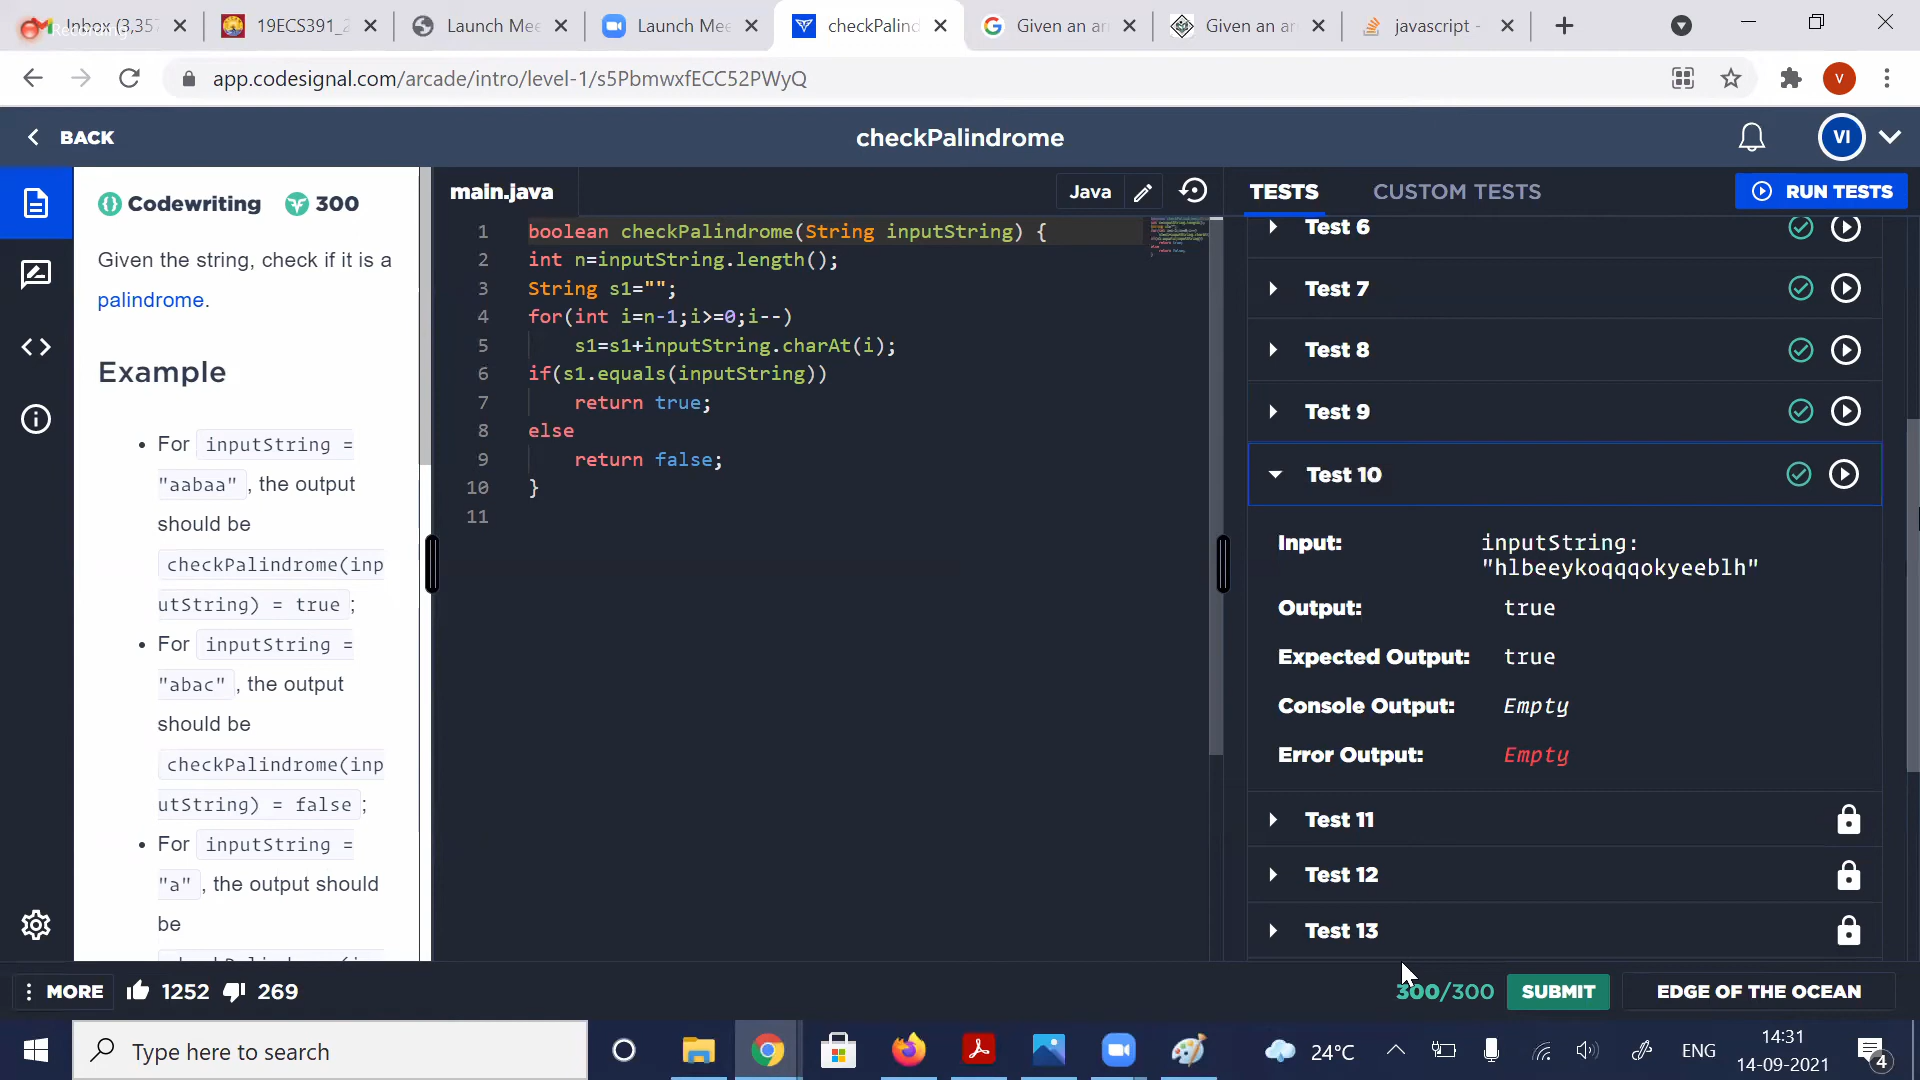 Inbox (3,357
19ECS391_2
Launch Mee
Launch Mee
checkPalind
Given an ar
Given an ar
javascript -
app.codesignal.com/arcade/intro/level-1/s5PbmwxfECC52PWyQ
V
BACK
checkPalindrome
VI
Codewriting 300
Given the string, check if it is a
palindrome.
Example
• For inputString =
"aabaa", the output
should be
checkPalindrome(inp
utString) = true;
• For inputString =
"abac", the output
should be
checkPalindrome(inp
utString) = false;
• For inputString =
"a", the output should
be
main.java
Java
1 boolean checkPalindrome(String inputString) {
2 int n=inputString.length();
3 String s1="";
4 for(int i=n-1;i>=0;i--)
5 s1=s1+inputString.charAt(i);
6 if(s1.equals(inputString))
7 return true;
8 else
9 return false;
10 }
11
TESTS
CUSTOM TESTS
RUN TESTS
Test 6
Test 7
Test 8
Test 9
Test 10
Input: inputString:
"hlbeeykoqqqokyeeblh"
Output: true
Expected Output: true
Console Output: Empty
Error Output: Empty
Test 11
Test 12
Test 13
MORE 1252 269
300/300
SUBMIT
EDGE OF THE OCEAN
Type here to search
24°C
ENG
14:31
14-09-2021
4